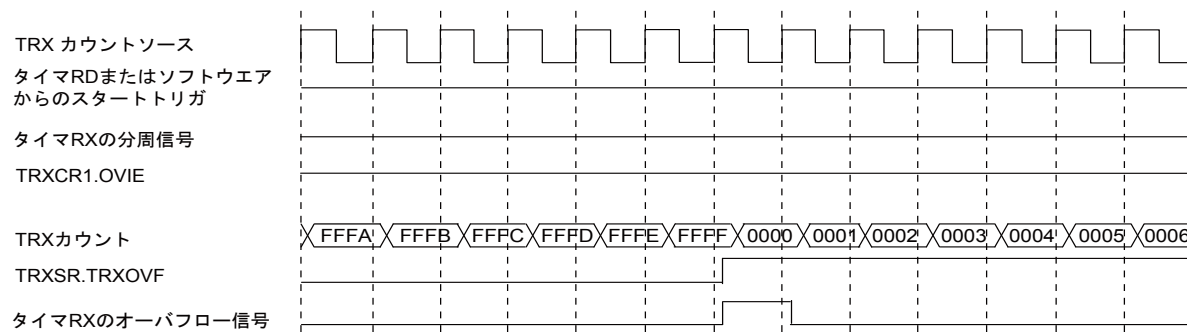 TRX カウントソース
タイマRDまたはソフトウエア
からのスタートトリガ
タイマRXの分周信号
TRXCR1.OVIE
TRXカウント
FFFA FFFB FFFC FFFD FFFE FFFF 0000 0001 0002 0003 0004 0005 0006
TRXSR.TRXOVF
タイマRXのオーバフロー信号